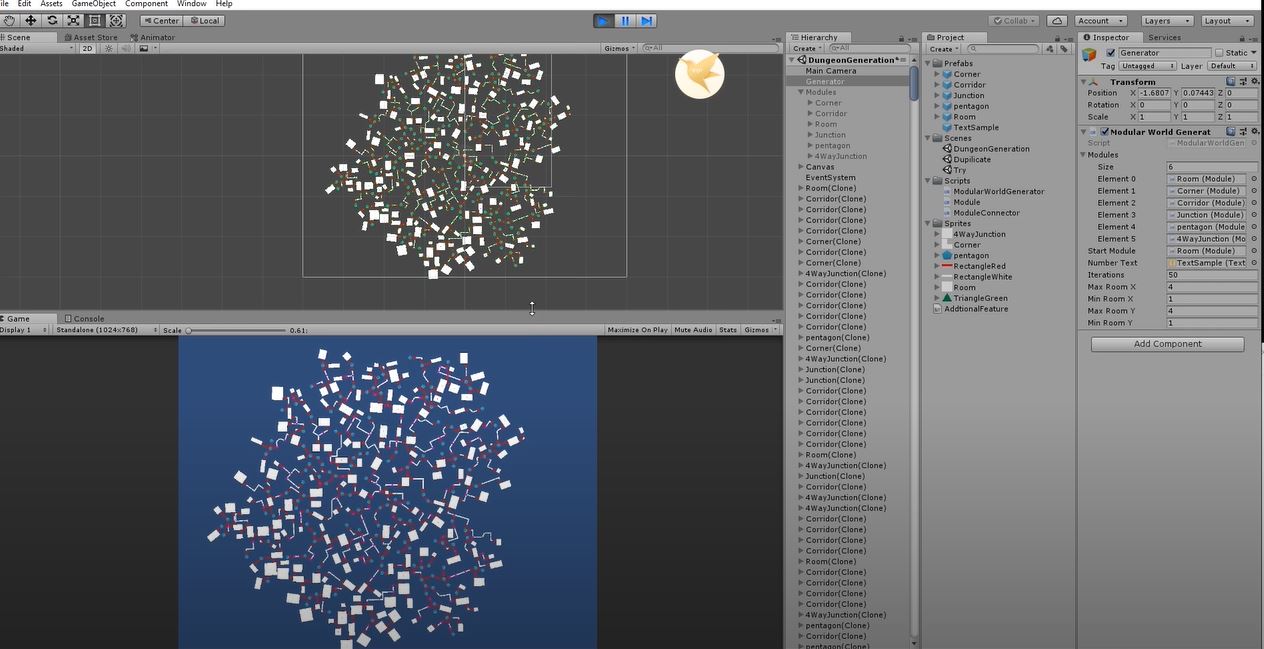 ile Edit Assets GameObject Component Window Help
Center Local
Collab Account Layers Layout
Scene Asset Store Animator
Shaded 2D Gizmos All
Game Console
Display 1 Standalone (1024x768) Scale 0.61: Maximize On Play Mute Audio Stats Gizmos
Hierarchy
Create All
DungeonGeneration*
Main Camera
Generator
Modules
Corner
Corridor
Room
Junction
pentagon
4WayJunction
Canvas
EventSystem
Room(Clone)
Corridor(Clone)
Corridor(Clone)
Corridor(Clone)
Corridor(Clone)
Corner(Clone)
Corridor(Clone)
Corner(Clone)
4WayJunction(Clone)
Corridor(Clone)
Corridor(Clone)
Corridor(Clone)
Corridor(Clone)
Corridor(Clone)
pentagon(Clone)
Corner(Clone)
4WayJunction(Clone)
Junction(Clone)
Junction(Clone)
Corridor(Clone)
Corridor(Clone)
Corridor(Clone)
Corridor(Clone)
Corridor(Clone)
Corridor(Clone)
Room(Clone)
4WayJunction(Clone)
Junction(Clone)
Corridor(Clone)
4WayJunction(Clone)
4WayJunction(Clone)
Corridor(Clone)
Corridor(Clone)
Corridor(Clone)
Corridor(Clone)
Room(Clone)
Corridor(Clone)
Corridor(Clone)
Corridor(Clone)
Corridor(Clone)
4WayJunction(Clone)
pentagon(Clone)
Corridor(Clone)
pentagon(Clone)
Project
Create
Prefabs
Corner
Corridor
Junction
pentagon
Room
TextSample
Scenes
DungeonGeneration
Duplicate
Try
Scripts
ModularWorldGenerator
Module
ModuleConnector
Sprites
4WayJunction
Corner
pentagon
RectangleRed
RectangleWhite
Room
TriangleGreen
AddtionalFeature
Inspector Services
Generator Static
Tag Untagged Layer Default
Transform
Position X -1.6807 Y 0.07443 Z 0
Rotation X 0 Y 0 Z 0
Scale X 1 Y 1 Z 1
Modular World Generat
Script ModularWorldGen
Modules
Size 6
Element 0 Room (Module)
Element 1 Corner (Module)
Element 2 Corridor (Module)
Element 3 Junction (Module)
Element 4 pentagon (Module
Element 5 4WayJunction (Mo
Start Module Room (Module)
Number Text TextSample (Text
Iterations 50
Max Room X 4
Min Room X 1
Max Room Y 4
Min Room Y 1
Add Component